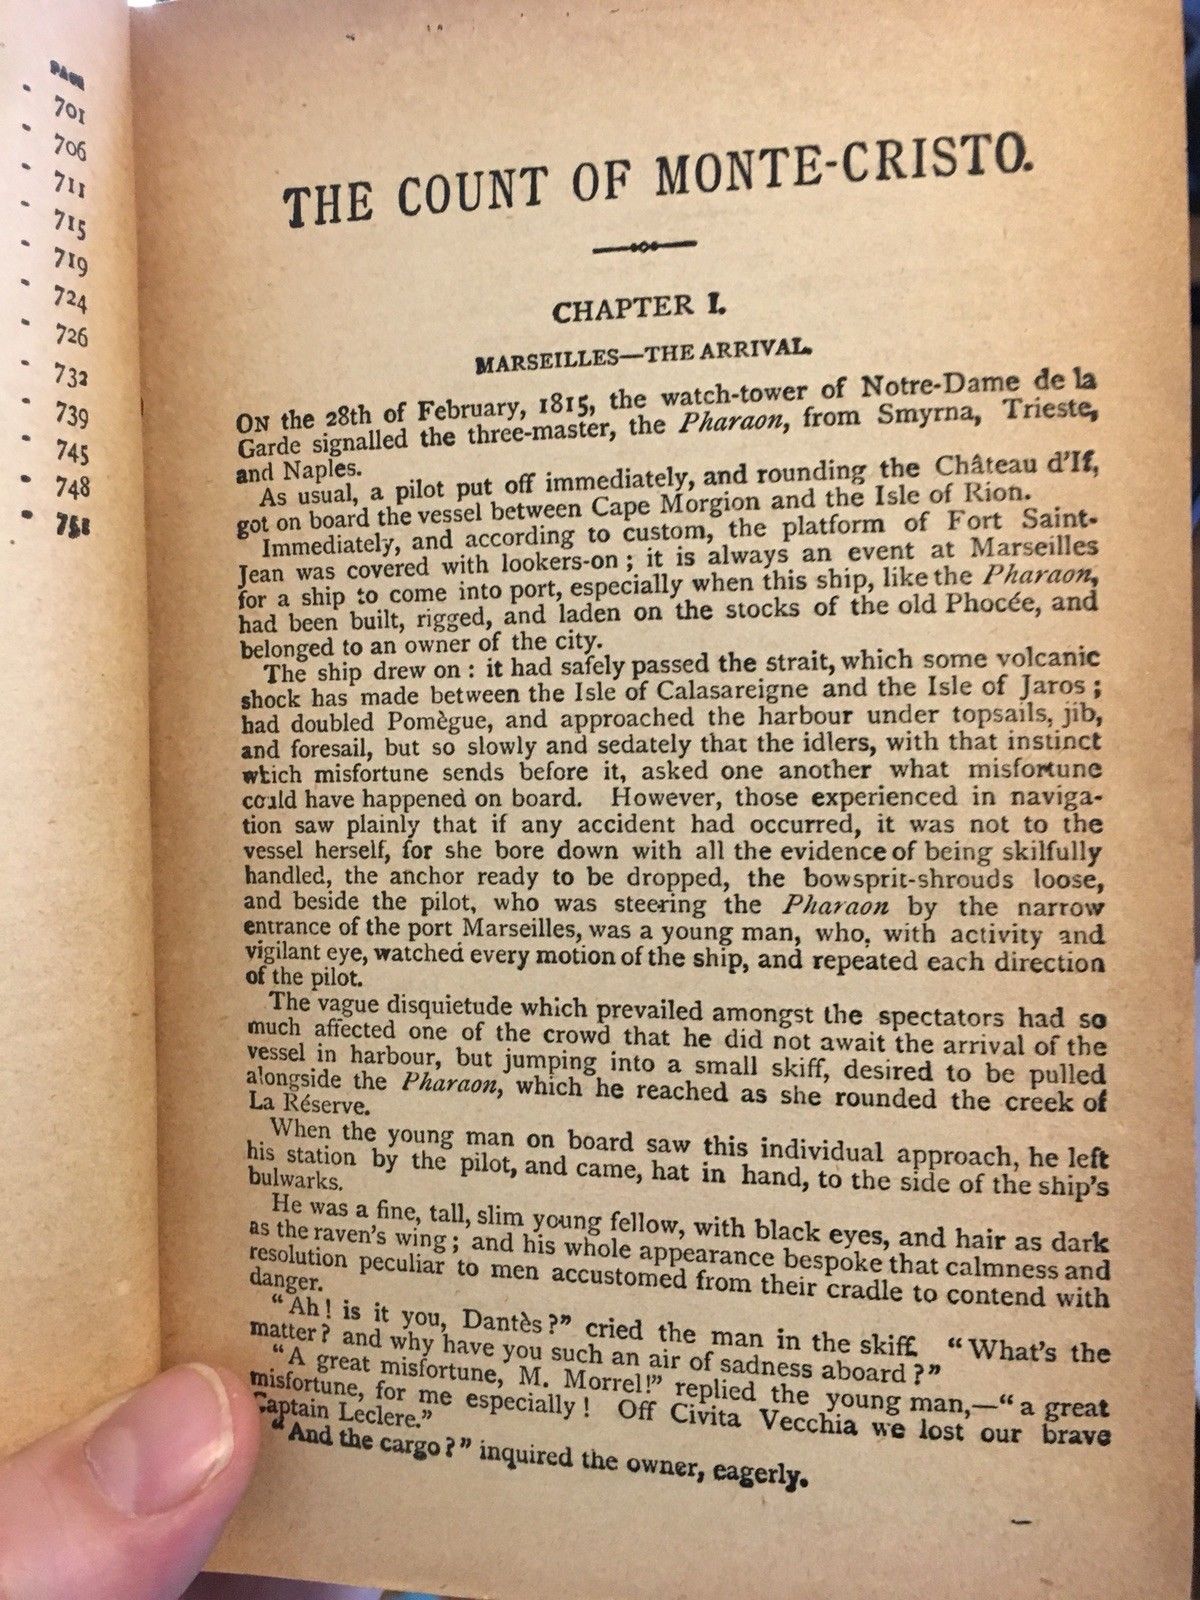 PAGE
- 701
- 706
- 711
- 715
- 719
- 724
- 726
- 732
- 739
- 745
- 748
- 751
THE COUNT OF MONTE-CRISTO.
CHAPTER I.
MARSEILLES—THE ARRIVAL.
ON the 28th of February, 1815, the watch-tower of Notre-Dame de la
Garde signalled the three-master, the Pharaon, from Smyrna, Trieste,
and Naples.
As usual, a pilot put off immediately, and rounding the Château d'If,
got on board the vessel between Cape Morgion and the Isle of Rion.
Immediately, and according to custom, the platform of Fort Saint-
Jean was covered with lookers-on; it is always an event at Marseilles
for a ship to come into port, especially when this ship, like the Pharaon,
had been built, rigged, and laden on the stocks of the old Phocée, and
belonged to an owner of the city.
The ship drew on: it had safely passed the strait, which some volcanic
shock has made between the Isle of Calasareigne and the Isle of Jaros;
had doubled Pomègue, and approached the harbour under topsails, jib,
and foresail, but so slowly and sedately that the idlers, with that instinct
which misfortune sends before it, asked one another what misfortune
could have happened on board. However, those experienced in naviga-
tion saw plainly that if any accident had occurred, it was not to the
vessel herself, for she bore down with all the evidence of being skilfully
handled, the anchor ready to be dropped, the bowsprit-shrouds loose,
and beside the pilot, who was steering the Pharaon by the narrow
entrance of the port Marseilles, was a young man, who, with activity and
vigilant eye, watched every motion of the ship, and repeated each direction
of the pilot.
The vague disquietude which prevailed amongst the spectators had so
much affected one of the crowd that he did not await the arrival of the
vessel in harbour, but jumping into a small skiff, desired to be pulled
alongside the Pharaon, which he reached as she rounded the creek of
La Réserve.
When the young man on board saw this individual approach, he left
his station by the pilot, and came, hat in hand, to the side of the ship's
bulwarks.
He was a fine, tall, slim young fellow, with black eyes, and hair as dark
as the raven's wing; and his whole appearance bespoke that calmness and
resolution peculiar to men accustomed from their cradle to contend with
danger.
"Ah! is it you, Dantès?" cried the man in the skiff. "What's the
matter? and why have you such an air of sadness aboard?"
"A great misfortune, M. Morrel!" replied the young man,—"a great
misfortune, for me especially! Off Civita Vecchia we lost our brave
Captain Leclere."
"And the cargo?" inquired the owner, eagerly.